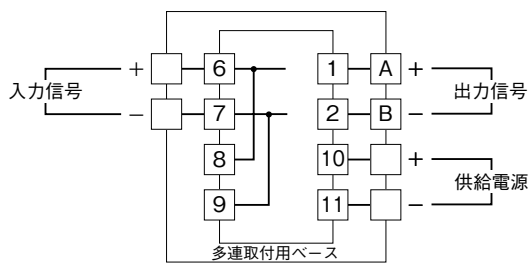 + 6 1 A +
入力信号 出力信号
− 7 2 B −
8 10 +
供給電源
9 11 −
多連取付用ベース